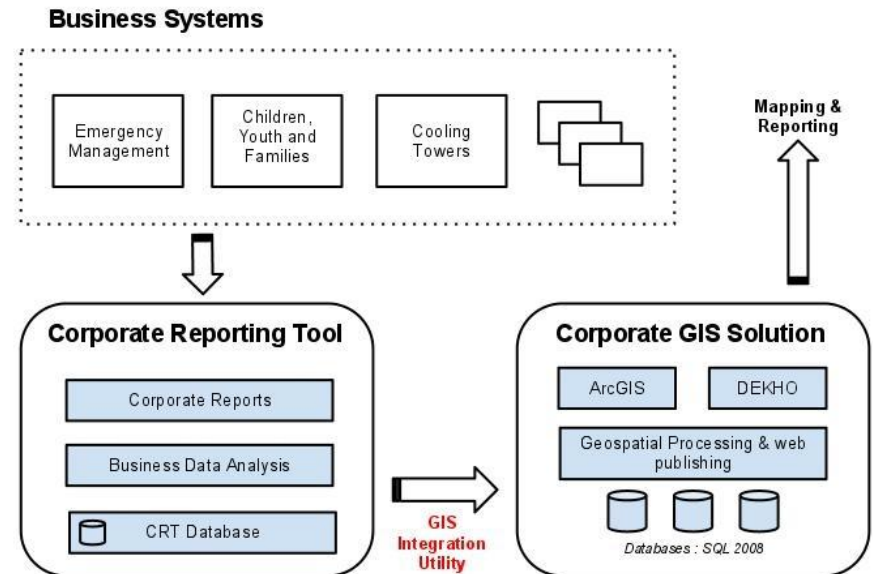 Business Systems
Emergency
Management
Children,
Youth and
Families
Cooling
Towers
Mapping &
Reporting
Corporate Reporting Tool
Corporate Reports
Business Data Analysis
CRT Database
GIS
Integration
Utility
Corporate GIS Solution
ArcGIS
DEKHO
Geospatial Processing & web
publishing
Databases : SQL 2008